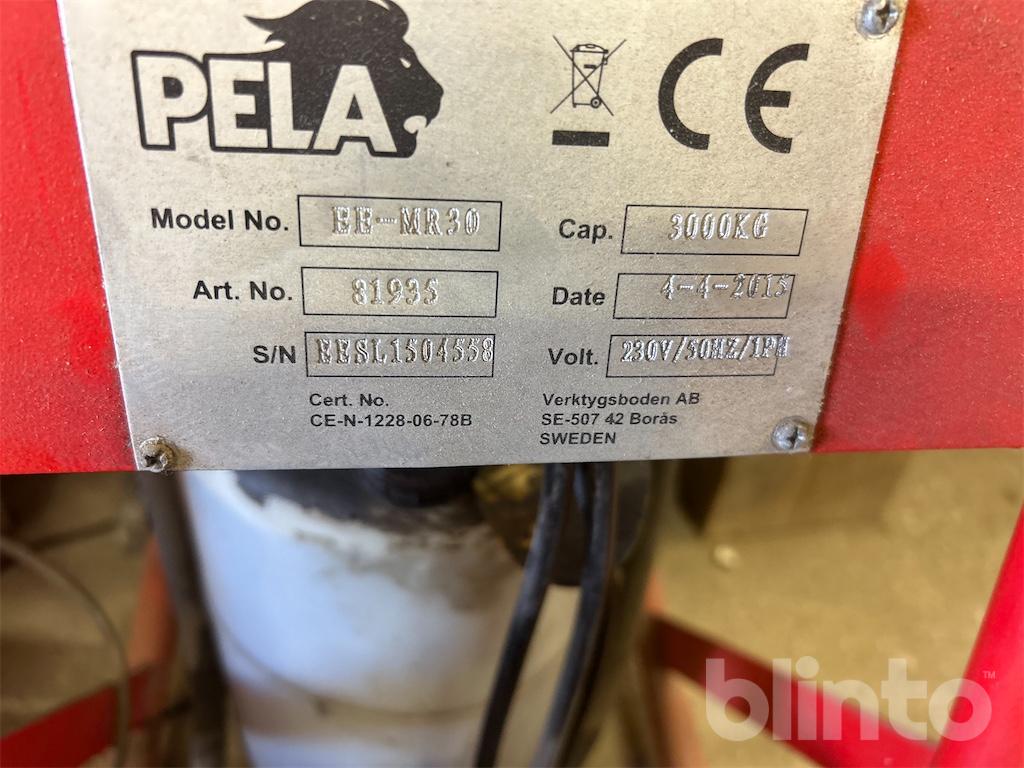 PELA
CE
Model No. EE-MR30
Cap. 3000KG
Art. No. 81935
Date 4-4-2015
S/N EESL1504558
Volt. 230V/50HZ/1PH
Cert. No.
CE-N-1228-06-78B
Verktygsboden AB
SE-507 42 Borås
SWEDEN
blinto™